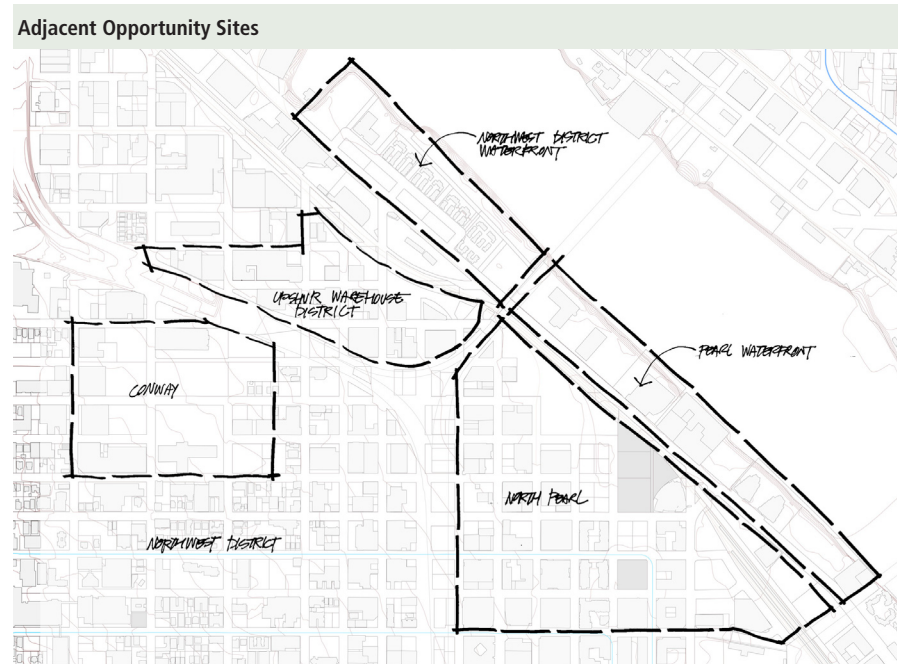 Adjacent Opportunity Sites
NORTHWEST DISTRICT
WATERFRONT
UPSHUR WAREHOUSE
DISTRICT
PEARL WATERFRONT
CONWAY
NORTH PEARL
NORTHWEST DISTRICT